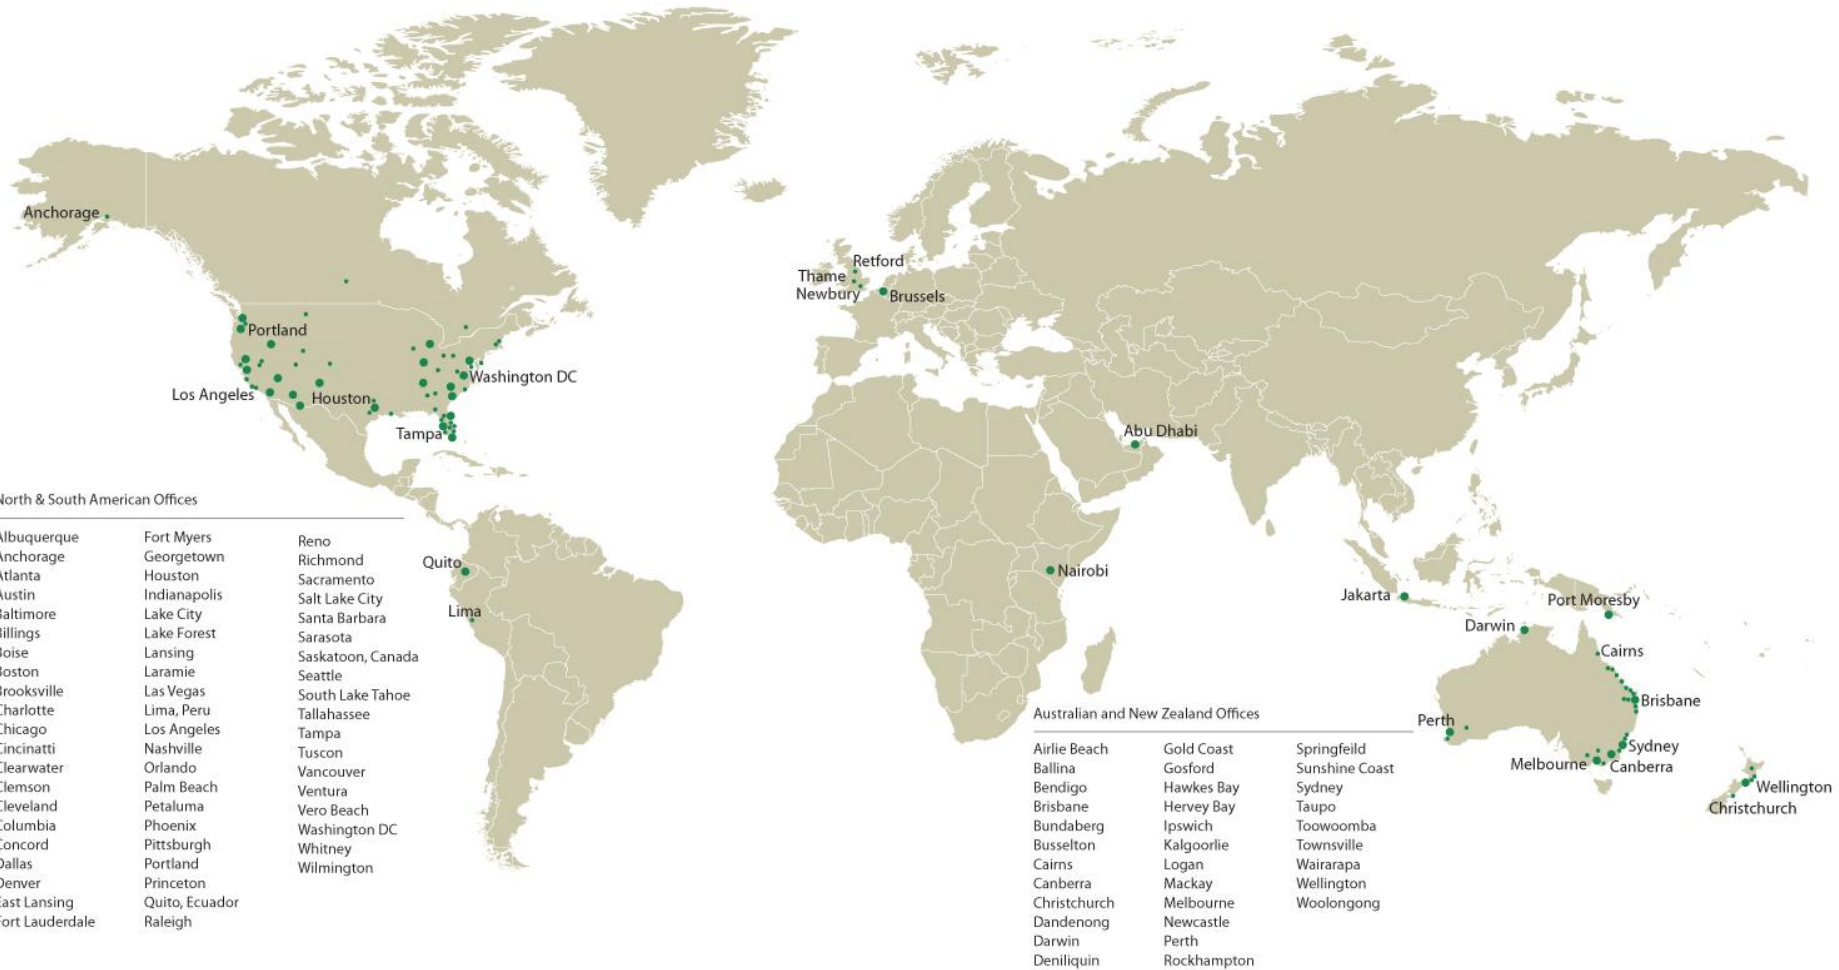 Anchorage
Retford
Thame
Newbury
Brussels
Portland
Washington DC
Los Angeles
Houston
Tampa
Abu Dhabi
Quito
Nairobi
Lima
Jakarta
Port Moresby
Darwin
Cairns
Brisbane
Perth
Sydney
Melbourne
Canberra
Wellington
Christchurch
North & South American Offices
Albuquerque
Anchorage
Atlanta
Austin
Baltimore
Billings
Boise
Boston
Brooksville
Charlotte
Chicago
Cincinatti
Clearwater
Clemson
Cleveland
Columbia
Concord
Dallas
Denver
East Lansing
Fort Lauderdale
Fort Myers
Georgetown
Houston
Indianapolis
Lake City
Lake Forest
Lansing
Laramie
Las Vegas
Lima, Peru
Los Angeles
Nashville
Orlando
Palm Beach
Petaluma
Phoenix
Pittsburgh
Portland
Princeton
Quito, Ecuador
Raleigh
Reno
Richmond
Sacramento
Salt Lake City
Santa Barbara
Sarasota
Saskatoon, Canada
Seattle
South Lake Tahoe
Tallahassee
Tampa
Tuscon
Vancouver
Ventura
Vero Beach
Washington DC
Whitney
Wilmington
Australian and New Zealand Offices
Airlie Beach
Ballina
Bendigo
Brisbane
Bundaberg
Busselton
Cairns
Canberra
Christchurch
Dandenong
Darwin
Deniliquin
Gold Coast
Gosford
Hawkes Bay
Hervey Bay
Ipswich
Kalgoorlie
Logan
Mackay
Melbourne
Newcastle
Perth
Rockhampton
Springfeild
Sunshine Coast
Sydney
Taupo
Toowoomba
Townsville
Wairarapa
Wellington
Woolongong